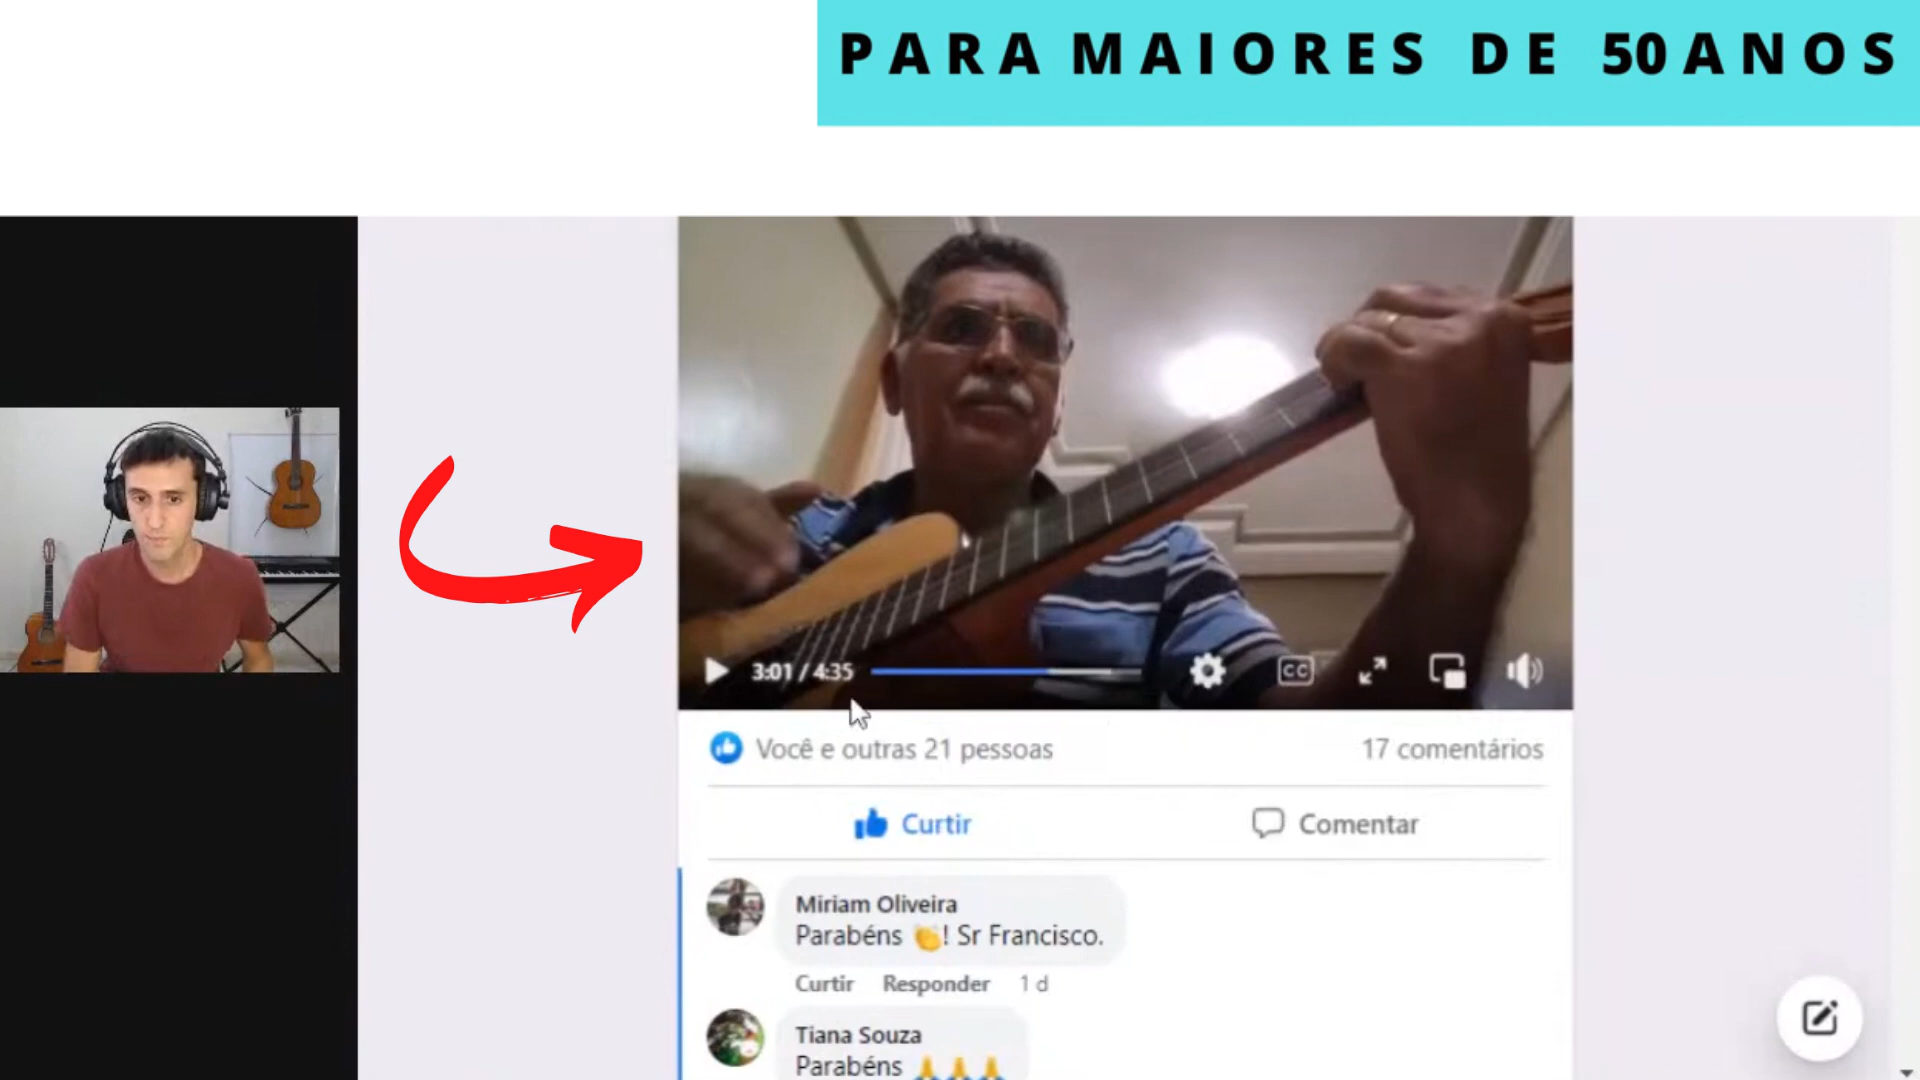 PARA MAIORES DE 50 ANOS
3:01 / 4:35
CC
Você e outras 21 pessoas
17 comentários
Curtir
Comentar
Miriam Oliveira
Parabéns 👏! Sr Francisco.
Curtir Responder 1 d
Tiana Souza
Parabéns 🙏🙏🙏